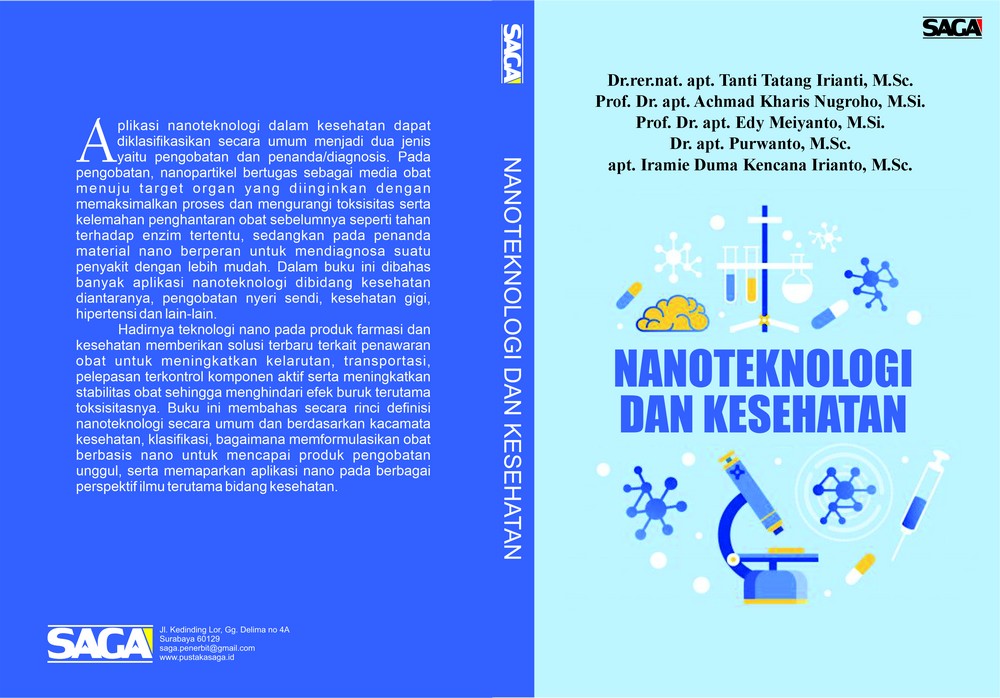 Aplikasi nanoteknologi dalam kesehatan dapat
diklasifikasikan secara umum menjadi dua jenis
yaitu pengobatan dan penanda/diagnosis. Pada
pengobatan, nanopartikel bertugas sebagai media obat
menuju target organ yang diinginkan dengan
memaksimalkan proses dan mengurangi toksisitas serta
kelemahan penghantaran obat sebelumnya seperti tahan
terhadap enzim tertentu, sedangkan pada penanda
material nano berperan untuk mendiagnosa suatu
penyakit dengan lebih mudah. Dalam buku ini dibahas
banyak aplikasi nanoteknologi dibidang kesehatan
diantaranya, pengobatan nyeri sendi, kesehatan gigi,
hipertensi dan lain-lain.
Hadirnya teknologi nano pada produk farmasi dan
kesehatan memberikan solusi terbaru terkait penawaran
obat untuk meningkatkan kelarutan, transportasi,
pelepasan terkontrol komponen aktif serta meningkatkan
stabilitas obat sehingga menghindari efek buruk terutama
toksisitasnya. Buku ini membahas secara rinci definisi
nanoteknologi secara umum dan berdasarkan kacamata
kesehatan, klasifikasi, bagaimana memformulasikan obat
berbasis nano untuk mencapai produk pengobatan
unggul, serta memaparkan aplikasi nano pada berbagai
perspektif ilmu terutama bidang kesehatan.
SAGA
Jl. Kedinding Lor, Gg. Delima no 4A
Surabaya 60129
saga.penerbit@gmail.com
www.pustakasaga.id
SAGA
NANOTEKNOLOGI DAN KESEHATAN
SAGA
Dr.rer.nat. apt. Tanti Tatang Irianti, M.Sc.
Prof. Dr. apt. Achmad Kharis Nugroho, M.Si.
Prof. Dr. apt. Edy Meiyanto, M.Si.
Dr. apt. Purwanto, M.Sc.
apt. Iramie Duma Kencana Irianto, M.Sc.
NANOTEKNOLOGI
DAN KESEHATAN